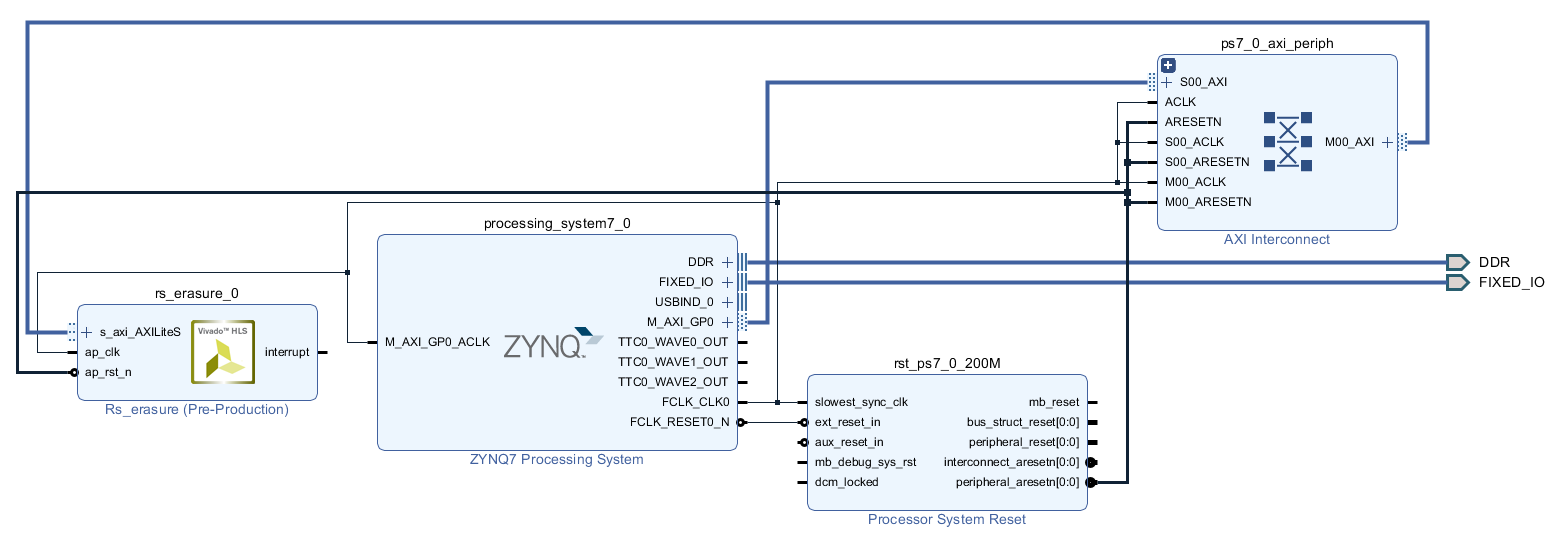 ps7_0_axi_periph
S00_AXI
ACLK
ARESETN
S00_ACLK
M00_AXI
S00_ARESETN
M00_ACLK
M00_ARESETN
AXI Interconnect
processing_system7_0
DDR
FIXED_IO
USBIND_0
M_AXI_GP0
M_AXI_GP0_ACLK
ZYNQ
TTC0_WAVE0_OUT
TTC0_WAVE1_OUT
TTC0_WAVE2_OUT
FCLK_CLK0
FCLK_RESET0_N
ZYNQ7 Processing System
DDR
FIXED_IO
rs_erasure_0
s_axi_AXILiteS
Vivado™ HLS
ap_clk
interrupt
ap_rst_n
Rs_erasure (Pre-Production)
rst_ps7_0_200M
slowest_sync_clk
mb_reset
ext_reset_in
bus_struct_reset[0:0]
aux_reset_in
peripheral_reset[0:0]
mb_debug_sys_rst
interconnect_aresetn[0:0]
dcm_locked
peripheral_aresetn[0:0]
Processor System Reset